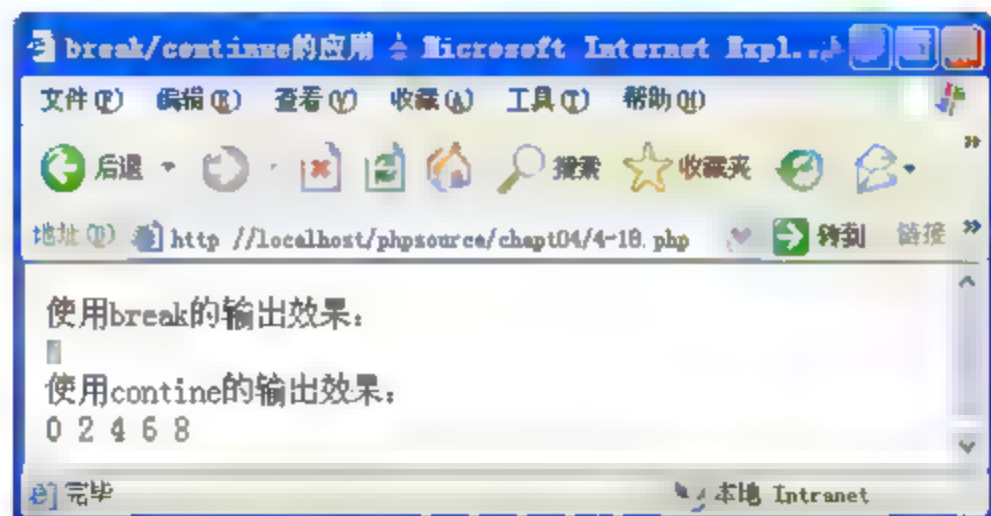 break/continue的应用 - Microsoft Internet Expl...
文件(F) 编辑(E) 查看(V) 收藏(A) 工具(T) 帮助(H)
后退 搜索 收藏夹 »
地址(D) http //localhost/phpsource/chapt04/4-18.php 转到 链接 »
使用break的输出效果:
使用contine的输出效果:
0 2 4 6 8
完毕 本地 Intranet